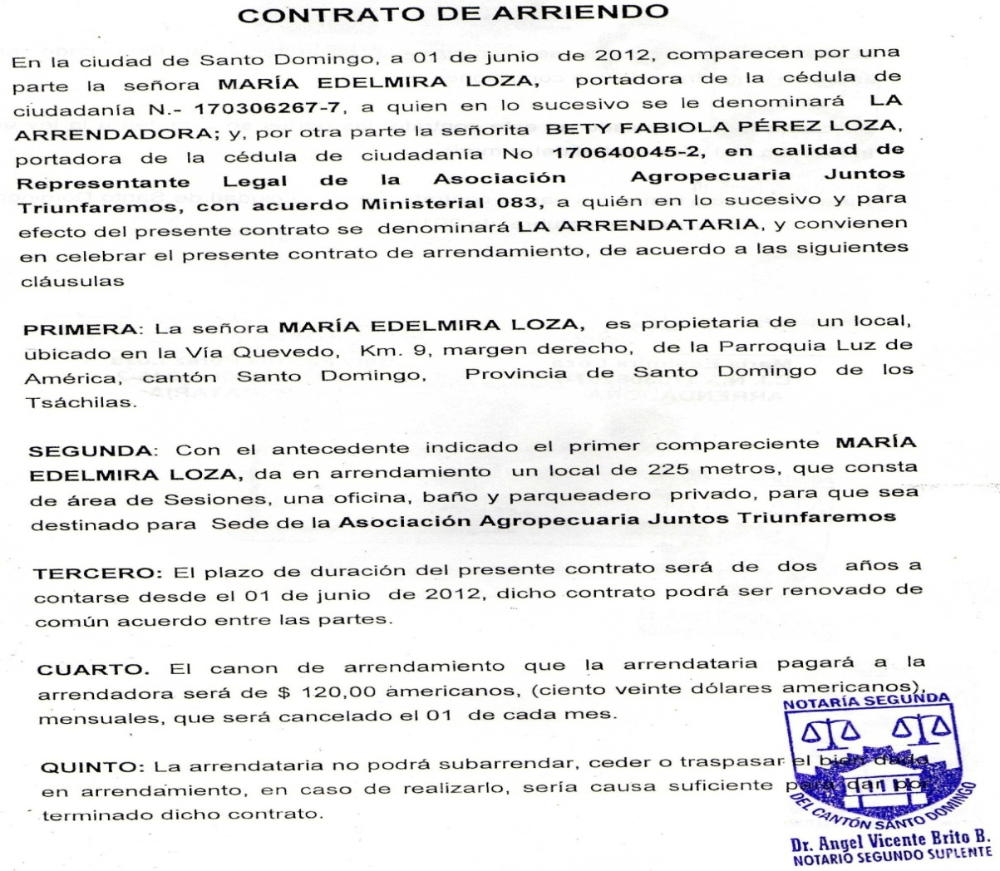 CONTRATO DE ARRIENDO
En la ciudad de Santo Domingo, a 01 de junio de 2012, comparecen por una
parte la señora MARÍA EDELMIRA LOZA, portadora de la cédula de
ciudadanía N.- 170306267-7, a quien en lo sucesivo se le denominará LA
ARRENDADORA; y, por otra parte la señorita BETY FABIOLA PÉREZ LOZA,
portadora de la cédula de ciudadanía No 170640045-2, en calidad de
Representante Legal de la Asociación Agropecuaria Juntos
Triunfaremos, con acuerdo Ministerial 083, a quién en lo sucesivo y para
efecto del presente contrato se denominará LA ARRENDATARIA, y convienen
en celebrar el presente contrato de arrendamiento, de acuerdo a las siguientes
cláusulas
PRIMERA: La señora MARÍA EDELMIRA LOZA, es propietaria de un local,
ubicado en la Vía Quevedo, Km. 9, margen derecho, de la Parroquia Luz de
América, cantón Santo Domingo, Provincia de Santo Domingo de los
Tsáchilas.
SEGUNDA: Con el antecedente indicado el primer compareciente MARÍA
EDELMIRA LOZA, da en arrendamiento un local de 225 metros, que consta
de área de Sesiones, una oficina, baño y parqueadero privado, para que sea
destinado para Sede de la Asociación Agropecuaria Juntos Triunfaremos
TERCERO: El plazo de duración del presente contrato será de dos años a
contarse desde el 01 de junio de 2012, dicho contrato podrá ser renovado de
común acuerdo entre las partes.
CUARTO. El canon de arrendamiento que la arrendataria pagará a la
arrendadora será de $ 120,00 americanos, (ciento veinte dólares americanos),
mensuales, que será cancelado el 01 de cada mes.
QUINTO: La arrendataria no podrá subarrendar, ceder o traspasar el bien dado
en arrendamiento, en caso de realizarlo, sería causa suficiente para dar por
terminado dicho contrato.
NOTARÍA SEGUNDA
DEL CANTÓN SANTO DOMINGO
Dr. Angel Vicente Brito B.
NOTARIO SEGUNDO SUPLENTE